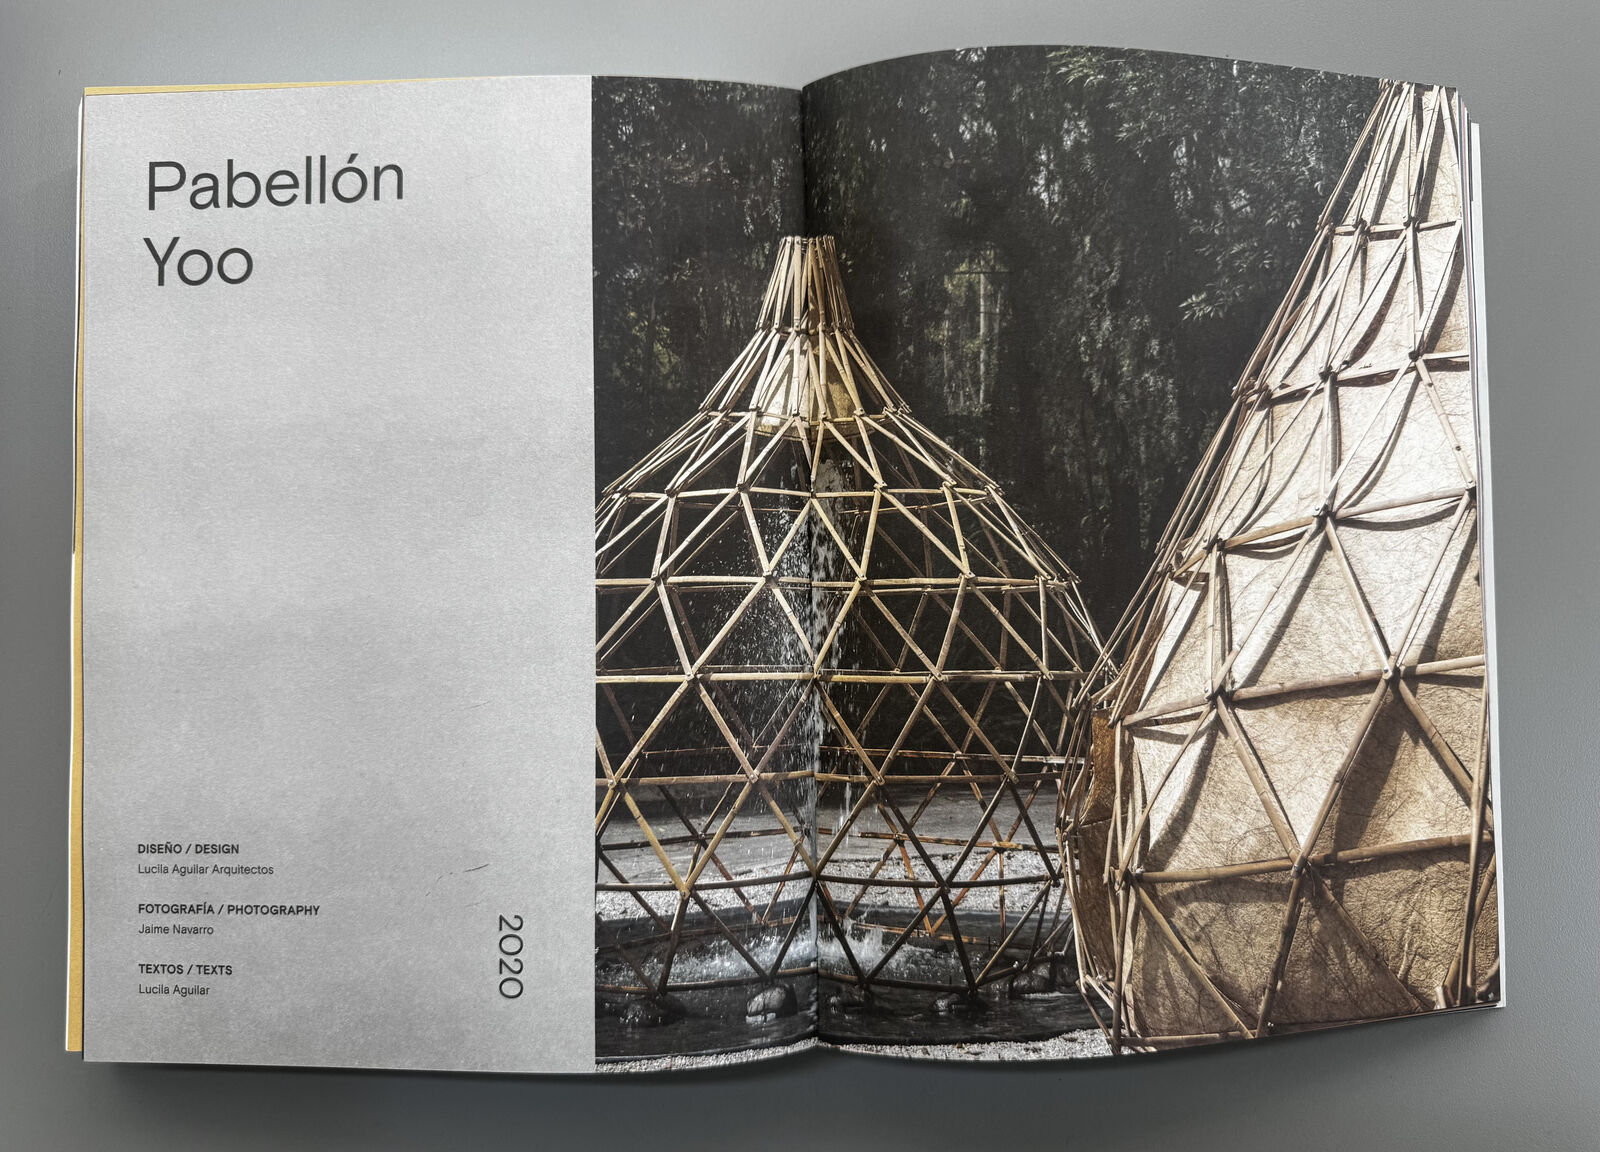 Pabellón
Yoo
DISEÑO / DESIGN
Lucila Aguilar Arquitectos
FOTOGRAFÍA / PHOTOGRAPHY
Jaime Navarro
TEXTOS / TEXTS
Lucila Aguilar
2020